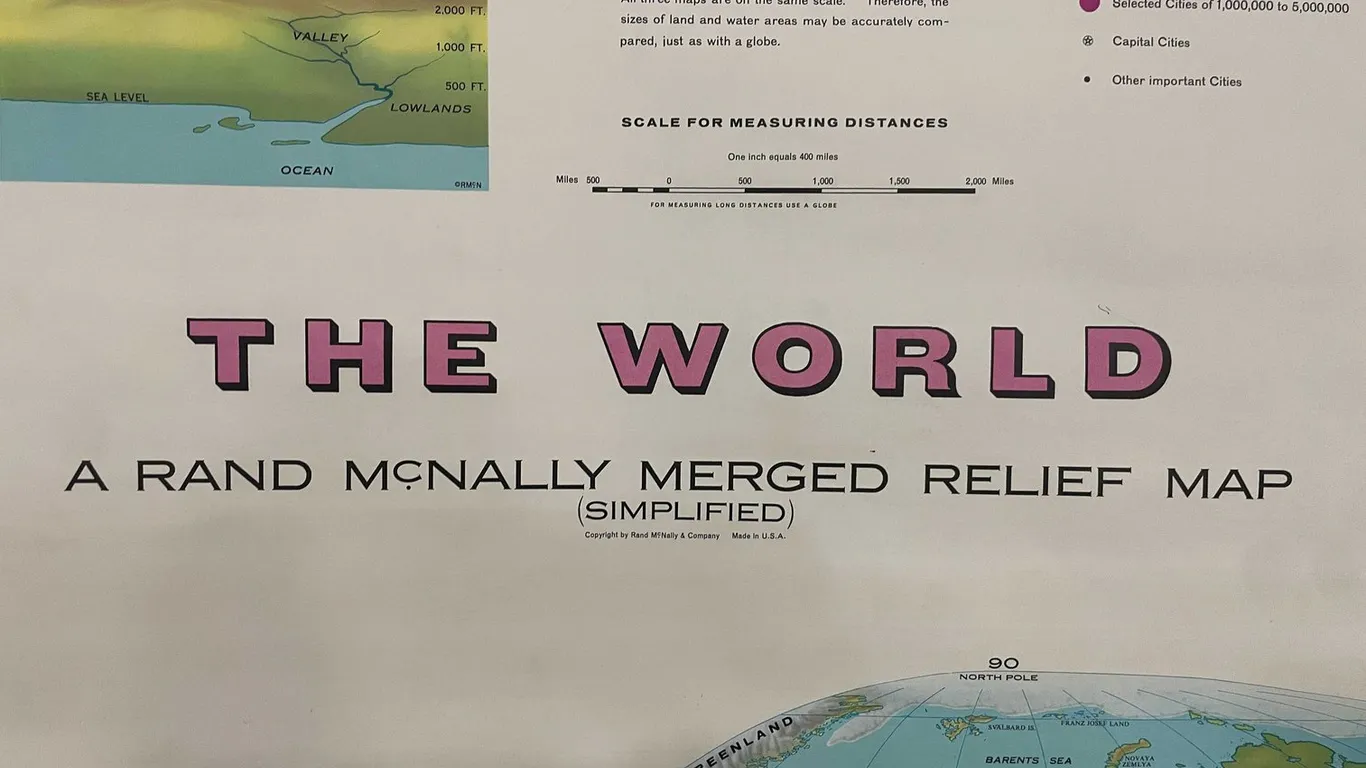 2,000 FT.
VALLEY
1,000 FT.
500 FT.
SEA LEVEL
LOWLANDS
OCEAN
©RMcN
All three maps are on the same scale. Therefore, the
sizes of land and water areas may be accurately com-
pared, just as with a globe.
SCALE FOR MEASURING DISTANCES
One inch equals 400 miles
Miles 500 0 500 1,000 1,500 2,000 Miles
FOR MEASURING LONG DISTANCES USE A GLOBE
Selected Cities of 1,000,000 to 5,000,000
Capital Cities
Other important Cities
THE WORLD
A RAND McNALLY MERGED RELIEF MAP
(SIMPLIFIED)
Copyright by Rand McNally & Company Made in U.S.A.
90
NORTH POLE
REENLAND
SVALBARD IS.
FRANZ JOSEF LAND
BARENTS SEA
NOVAYA
ZEMLYA